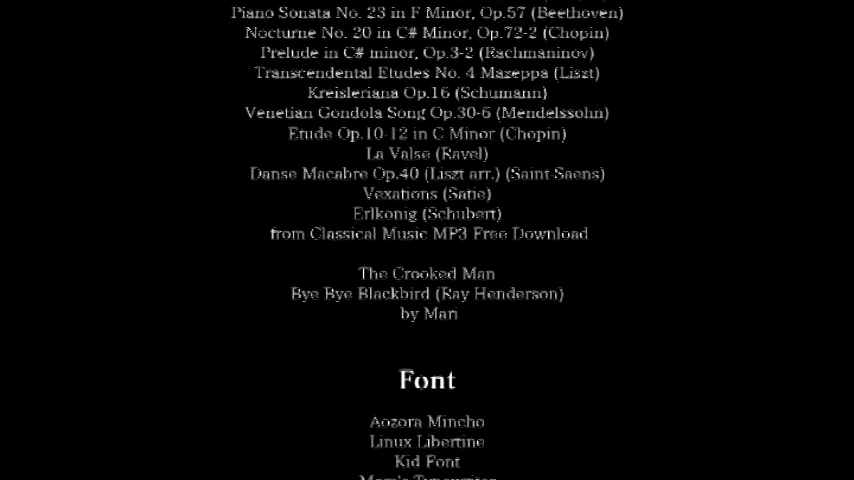 Piano Sonata No. 23 in F Minor, Op.57 (Beethoven)
Nocturne No. 20 in C# Minor, Op.72-2 (Chopin)
Prelude in C# minor, Op.3-2 (Rachmaninov)
Transcendental Etudes No. 4 Mazeppa (Liszt)
Kreisleriana Op.16 (Schumann)
Venetian Gondola Song Op.30-6 (Mendelssohn)
Etude Op.10-12 in C Minor (Chopin)
La Valse (Ravel)
Danse Macabre Op.40 (Liszt arr.) (Saint-Saens)
Vexations (Satie)
Erlkonig (Schubert)
from Classical Music MP3 Free Download
The Crooked Man
Bye Bye Blackbird (Ray Henderson)
by Mari
Font
Aozora Mincho
Linux Libertine
Kid Font
Mom's Typewriter